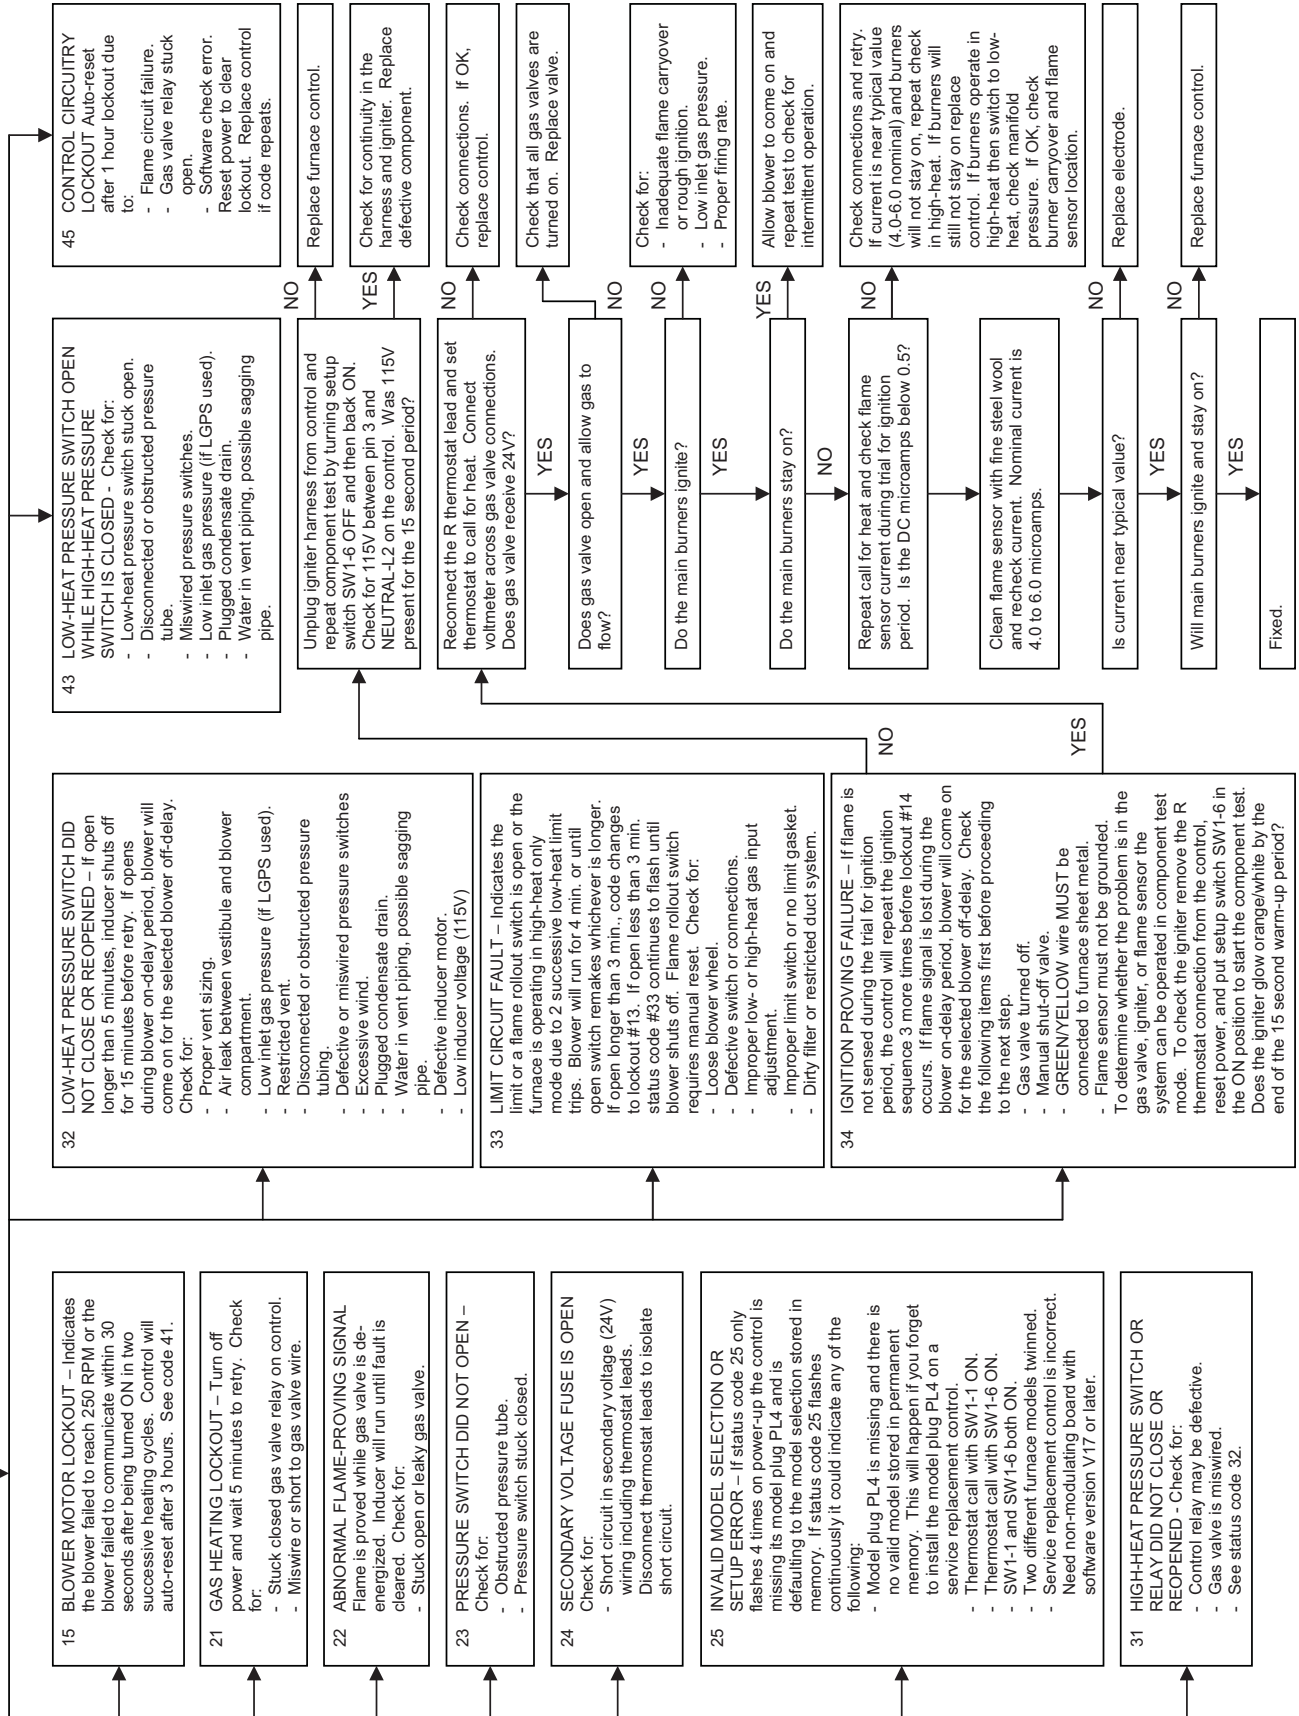 15 BLOWER MOTOR LOCKOUT – Indicates
the blower failed to reach 250 RPM or the
blower failed to communicate within 30
seconds after being turned ON in two
successive heating cycles. Control will
auto-reset after 3 hours. See code 41.
21 GAS HEATING LOCKOUT – Turn off
power and wait 5 minutes to retry. Check
for:
- Stuck closed gas valve relay on control.
- Miswire or short to gas valve wire.
22 ABNORMAL FLAME-PROVING SIGNAL
Flame is proved while gas valve is de-
energized. Inducer will run until fault is
cleared. Check for:
- Stuck open or leaky gas valve.
23 PRESSURE SWITCH DID NOT OPEN –
Check for:
- Obstructed pressure tube.
- Pressure switch stuck closed.
24 SECONDARY VOLTAGE FUSE IS OPEN
Check for:
- Short circuit in secondary voltage (24V)
wiring including thermostat leads.
Disconnect thermostat leads to isolate
short circuit.
25 INVALID MODEL SELECTION OR
SETUP ERROR – If status code 25 only
flashes 4 times on power-up the control is
missing its model plug PL4 and is
defaulting to the model selection stored in
memory. If status code 25 flashes
continuously it could indicate any of the
following:
- Model plug PL4 is missing and there is
no valid model stored in permanent
memory. This will happen if you forget
to install the model plug PL4 on a
service replacement control.
- Thermostat call with SW1-1 ON.
- Thermostat call with SW1-6 ON.
- SW1-1 and SW1-6 both ON.
- Two different furnace models twinned.
- Service replacement control is incorrect.
Need non-modulating board with
software version V17 or later.
31 HIGH-HEAT PRESSURE SWITCH OR
RELAY DID NOT CLOSE OR
REOPENED - Check for:
- Control relay may be defective.
- Gas valve is miswired.
- See status code 32.
32 LOW-HEAT PRESSURE SWITCH DID
NOT CLOSE OR REOPENED – If open
longer than 5 minutes, inducer shuts off
for 15 minutes before retry. If opens
during blower on-delay period, blower will
come on for the selected blower off-delay.
Check for:
- Proper vent sizing.
- Air leak between vestibule and blower
compartment.
- Low inlet gas pressure (if LGPS used).
- Restricted vent.
- Disconnected or obstructed pressure
tubing.
- Defective or miswired pressure switches
- Excessive wind.
- Plugged condensate drain.
- Water in vent piping, possible sagging
pipe.
- Defective inducer motor.
- Low inducer voltage (115V)
33 LIMIT CIRCUIT FAULT – Indicates the
limit or a flame rollout switch is open or the
furnace is operating in high-heat only
mode due to 2 successive low-heat limit
trips. Blower will run for 4 min. or until
open switch remakes whichever is longer.
If open longer than 3 min., code changes
to lockout #13. If open less than 3 min.
status code #33 continues to flash until
blower shuts off. Flame rollout switch
requires manual reset. Check for:
- Loose blower wheel.
- Defective switch or connections.
- Improper low- or high-heat gas input
adjustment.
- Improper limit switch or no limit gasket.
- Dirty filter or restricted duct system.
34 IGNITION PROVING FAILURE – If flame is
not sensed during the trial for ignition
period, the control will repeat the ignition
sequence 3 more times before lockout #14
occurs. If flame signal is lost during the
blower on-delay period, blower will come on
for the selected blower off-delay. Check
the following items first before proceeding
to the next step.
- Gas valve turned off.
- Manual shut-off valve.
- GREEN/YELLOW wire MUST be
connected to furnace sheet metal.
- Flame sensor must not be grounded.
To determine whether the problem is in the
gas valve, igniter, or flame sensor the
system can be operated in component test
mode. To check the igniter remove the R
thermostat connection from the control,
reset power, and put setup switch SW1-6 in
the ON position to start the component test.
Does the igniter glow orange/white by the
end of the 15 second warm-up period?
NO
YES
43 LOW-HEAT PRESSURE SWITCH OPEN
WHILE HIGH-HEAT PRESSURE
SWITCH IS CLOSED - Check for:
- Low-heat pressure switch stuck open.
- Disconnected or obstructed pressure
tube.
- Miswired pressure switches.
- Low inlet gas pressure (if LGPS used).
- Plugged condensate drain.
- Water in vent piping, possible sagging
pipe.
Unplug igniter harness from control and
repeat component test by turning setup
switch SW1-6 OFF and then back ON.
Check for 115V between pin 3 and
NEUTRAL-L2 on the control. Was 115V
present for the 15 second period?
NO
YES
Reconnect the R thermostat lead and set
thermostat to call for heat. Connect
voltmeter across gas valve connections.
Does gas valve receive 24V?
NO
YES
Does gas valve open and allow gas to
flow?
NO
YES
Do the main burners ignite?
NO
YES
Do the main burners stay on?
YES
NO
Repeat call for heat and check flame
sensor current during trial for ignition
period. Is the DC microamps below 0.5?
NO
Clean flame sensor with fine steel wool
and recheck current. Nominal current is
4.0 to 6.0 microamps.
Is current near typical value?
NO
YES
Will main burners ignite and stay on?
NO
YES
Fixed.
45 CONTROL CIRCUITRY
LOCKOUT Auto-reset
after 1 hour lockout due
to:
- Flame circuit failure.
- Gas valve relay stuck
open.
- Software check error.
Reset power to clear
lockout. Replace control
if code repeats.
Replace furnace control.
Check for continuity in the
harness and igniter. Replace
defective component.
Check connections. If OK,
replace control.
Check that all gas valves are
turned on. Replace valve.
Check for:
- Inadequate flame carryover
or rough ignition.
- Low inlet gas pressure.
- Proper firing rate.
Allow blower to come on and
repeat test to check for
intermittent operation.
Check connections and retry.
If current is near typical value
(4.0-6.0 nominal) and burners
will not stay on, repeat check
in high-heat. If burners will
still not stay on replace
control. If burners operate in
high-heat then switch to low-
heat, check manifold
pressure. If OK, check
burner carryover and flame
sensor location.
Replace electrode.
Replace furnace control.